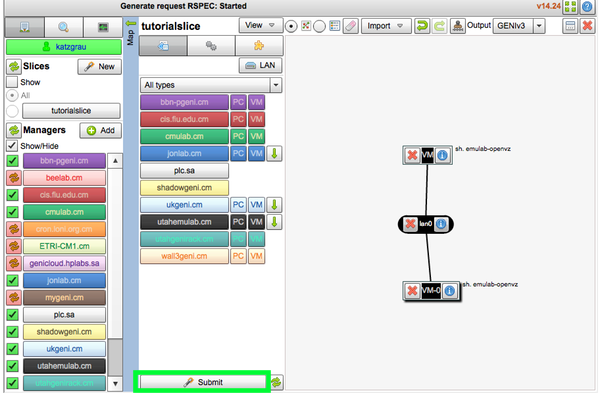 Generate request RSPEC: Started
v14.24
katzgrau
Slices
New
Show
All
tutorialslice
Managers
Add
Show/Hide
bbn-pgeni.cm
beelab.cm
cis.fiu.edu.cm
cmulab.cm
cron.loni.org.cm
ETRI-CM1.cm
genicloud.hplabs.sa
jonlab.cm
mygeni.cm
plc.sa
shadowgeni.cm
ukgeni.cm
utahemulab.cm
utahgenirack.cm
Map
tutorialslice
View
LAN
All types
bbn-pgeni.cm PC VM
cis.fiu.edu.cm PC VM
cmulab.cm PC VM
jonlab.cm PC VM
plc.sa
shadowgeni.cm
ukgeni.cm PC VM
utahemulab.cm PC VM
utahgenirack.cm PC VM
wall3geni.cm PC VM
Submit
Import
Output
GENIv3
VM
sh. emulab-openvz
lan0
VM-0
sh. emulab-openvz